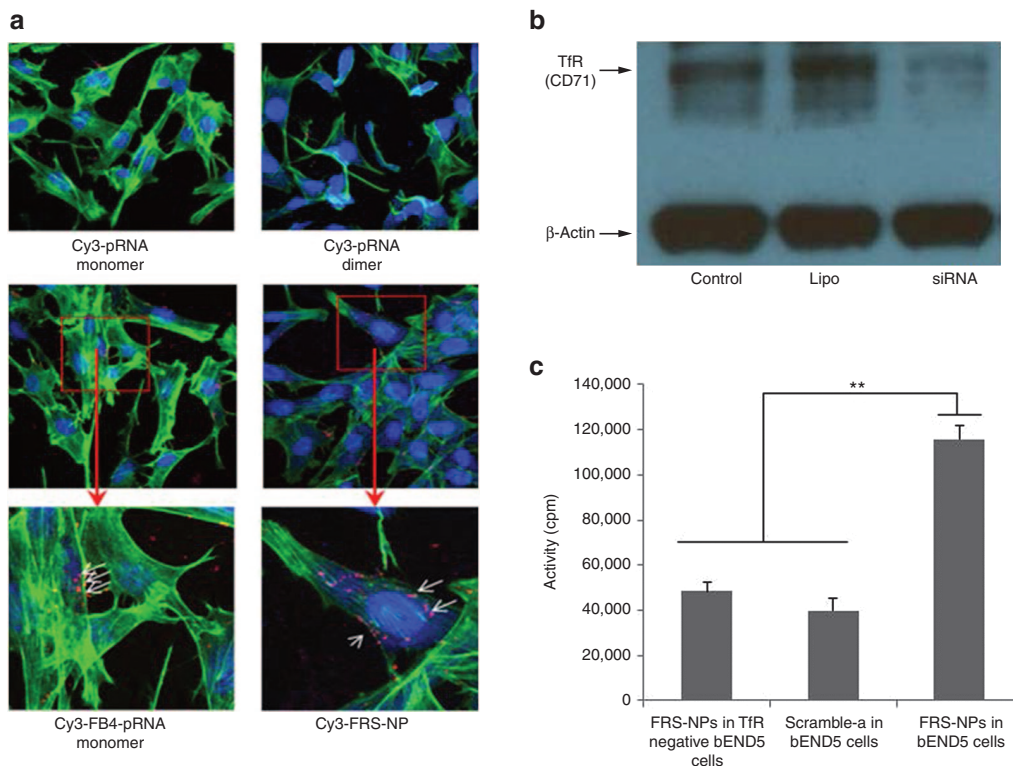 a
Cy3-pRNA
monomer
Cy3-pRNA
dimer
Cy3-FB4-pRNA
monomer
Cy3-FRS-NP
b
TfR
(CD71)
β-Actin
Control
Lipo
siRNA
c
Activity (cpm)
140,000
120,000
100,000
80,000
60,000
40,000
20,000
0
**
FRS-NPs in TfR
negative bEND5
cells
Scramble-a in
bEND5 cells
FRS-NPs in
bEND5 cells